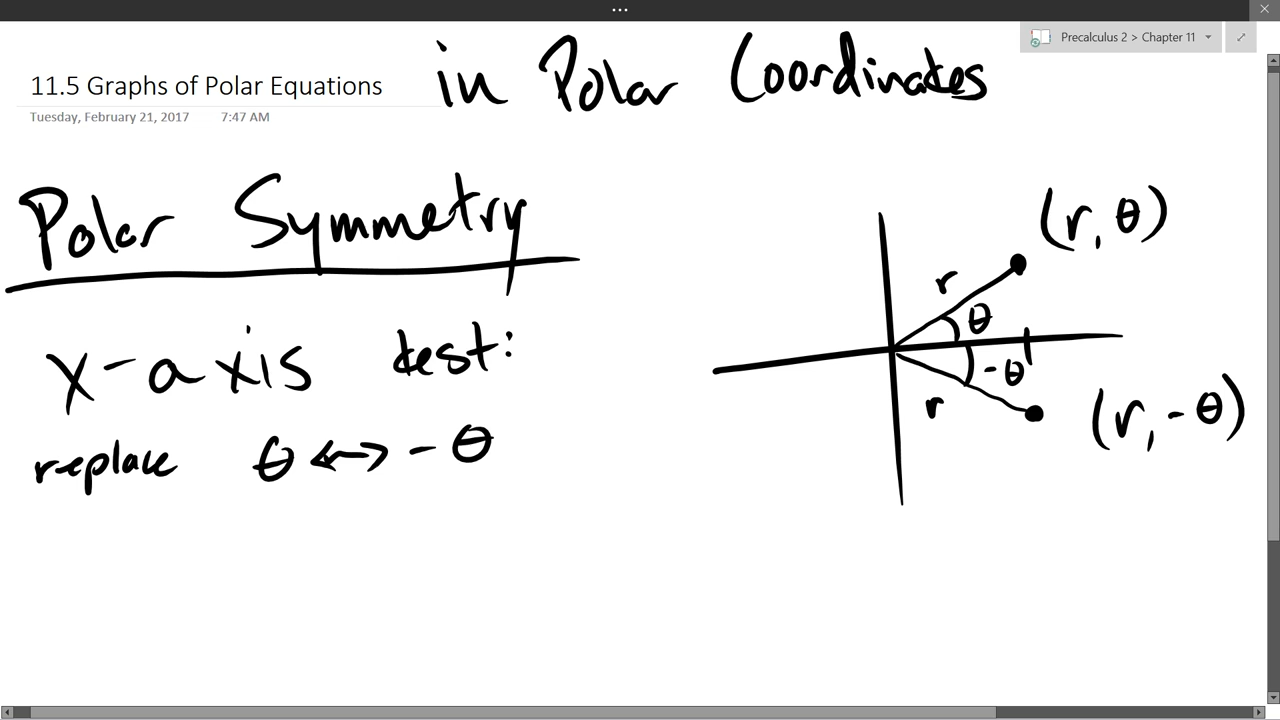 ...
Precalculus 2 > Chapter 11
11.5 Graphs of Polar Equations in Polar Coordinates
Tuesday, February 21, 2017 7:47 AM
Polar Symmetry
x-axis test:
replace θ ↔ -θ
(r, θ)
r
θ
-θ
r
(r, -θ)